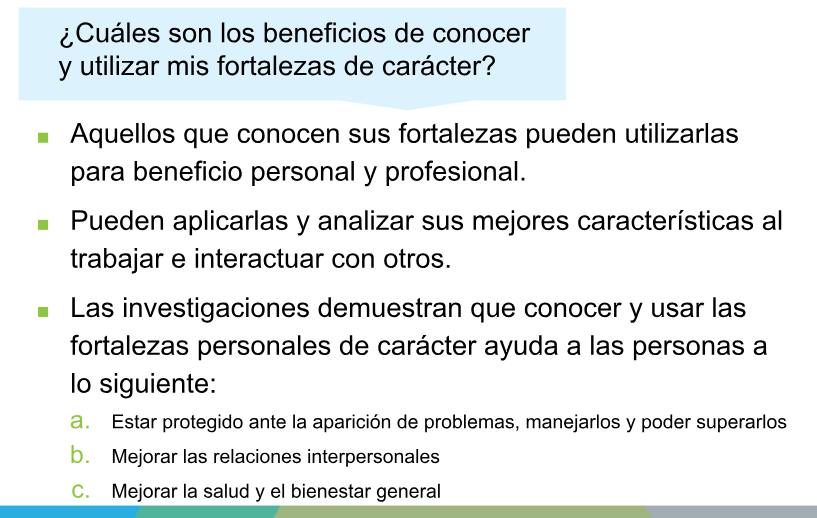 ¿Cuáles son los beneficios de conocer
y utilizar mis fortalezas de carácter?
Aquellos que conocen sus fortalezas pueden utilizarlas
para beneficio personal y profesional.
Pueden aplicarlas y analizar sus mejores características al
trabajar e interactuar con otros.
Las investigaciones demuestran que conocer y usar las
fortalezas personales de carácter ayuda a las personas a
lo siguiente:
a. Estar protegido ante la aparición de problemas, manejarlos y poder superarlos
b. Mejorar las relaciones interpersonales
c. Mejorar la salud y el bienestar general